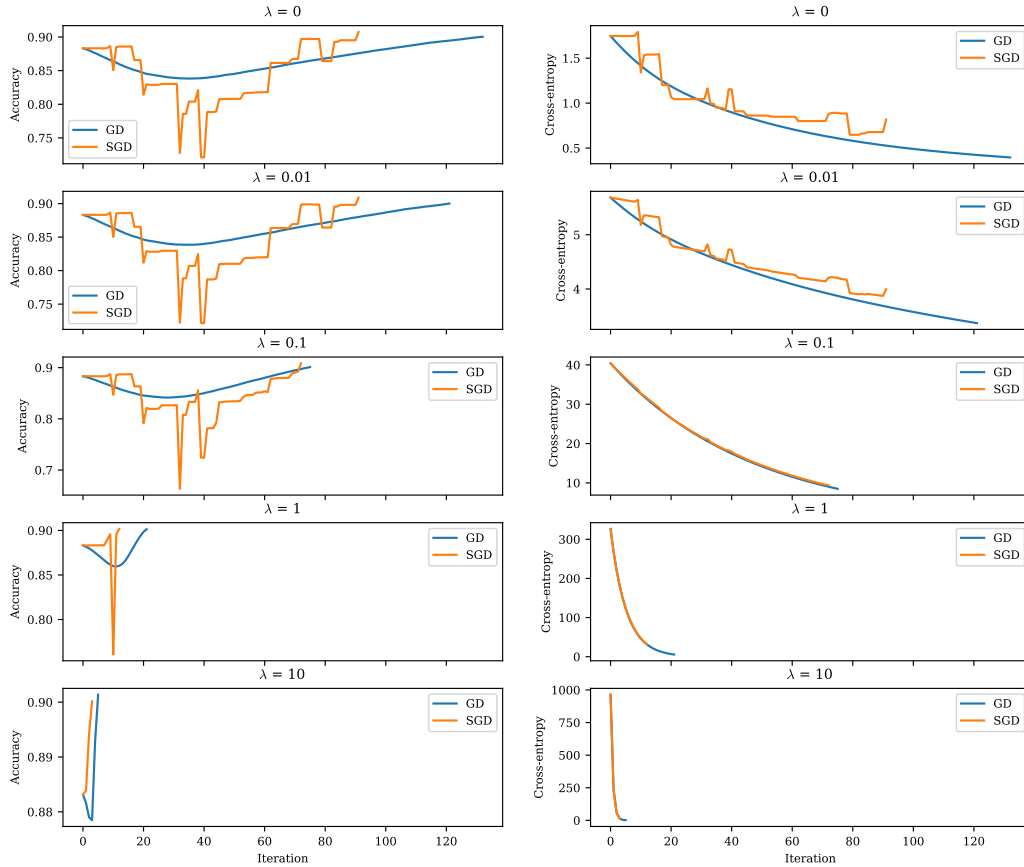 λ = 0
Accuracy
0.90
0.85
0.80
0.75
GD
SGD
λ = 0
Cross-entropy
1.5
1.0
0.5
GD
SGD
λ = 0.01
Accuracy
0.90
0.85
0.80
0.75
GD
SGD
λ = 0.01
Cross-entropy
5
4
GD
SGD
λ = 0.1
Accuracy
0.9
0.8
0.7
GD
SGD
λ = 0.1
Cross-entropy
40
30
20
10
GD
SGD
λ = 1
Accuracy
0.90
0.85
0.80
GD
SGD
λ = 1
Cross-entropy
300
200
100
0
GD
SGD
λ = 10
Accuracy
0.90
0.89
0.88
GD
SGD
0 20 40 60 80 100 120
Iteration
λ = 10
Cross-entropy
1000
750
500
250
0
GD
SGD
0 20 40 60 80 100 120
Iteration